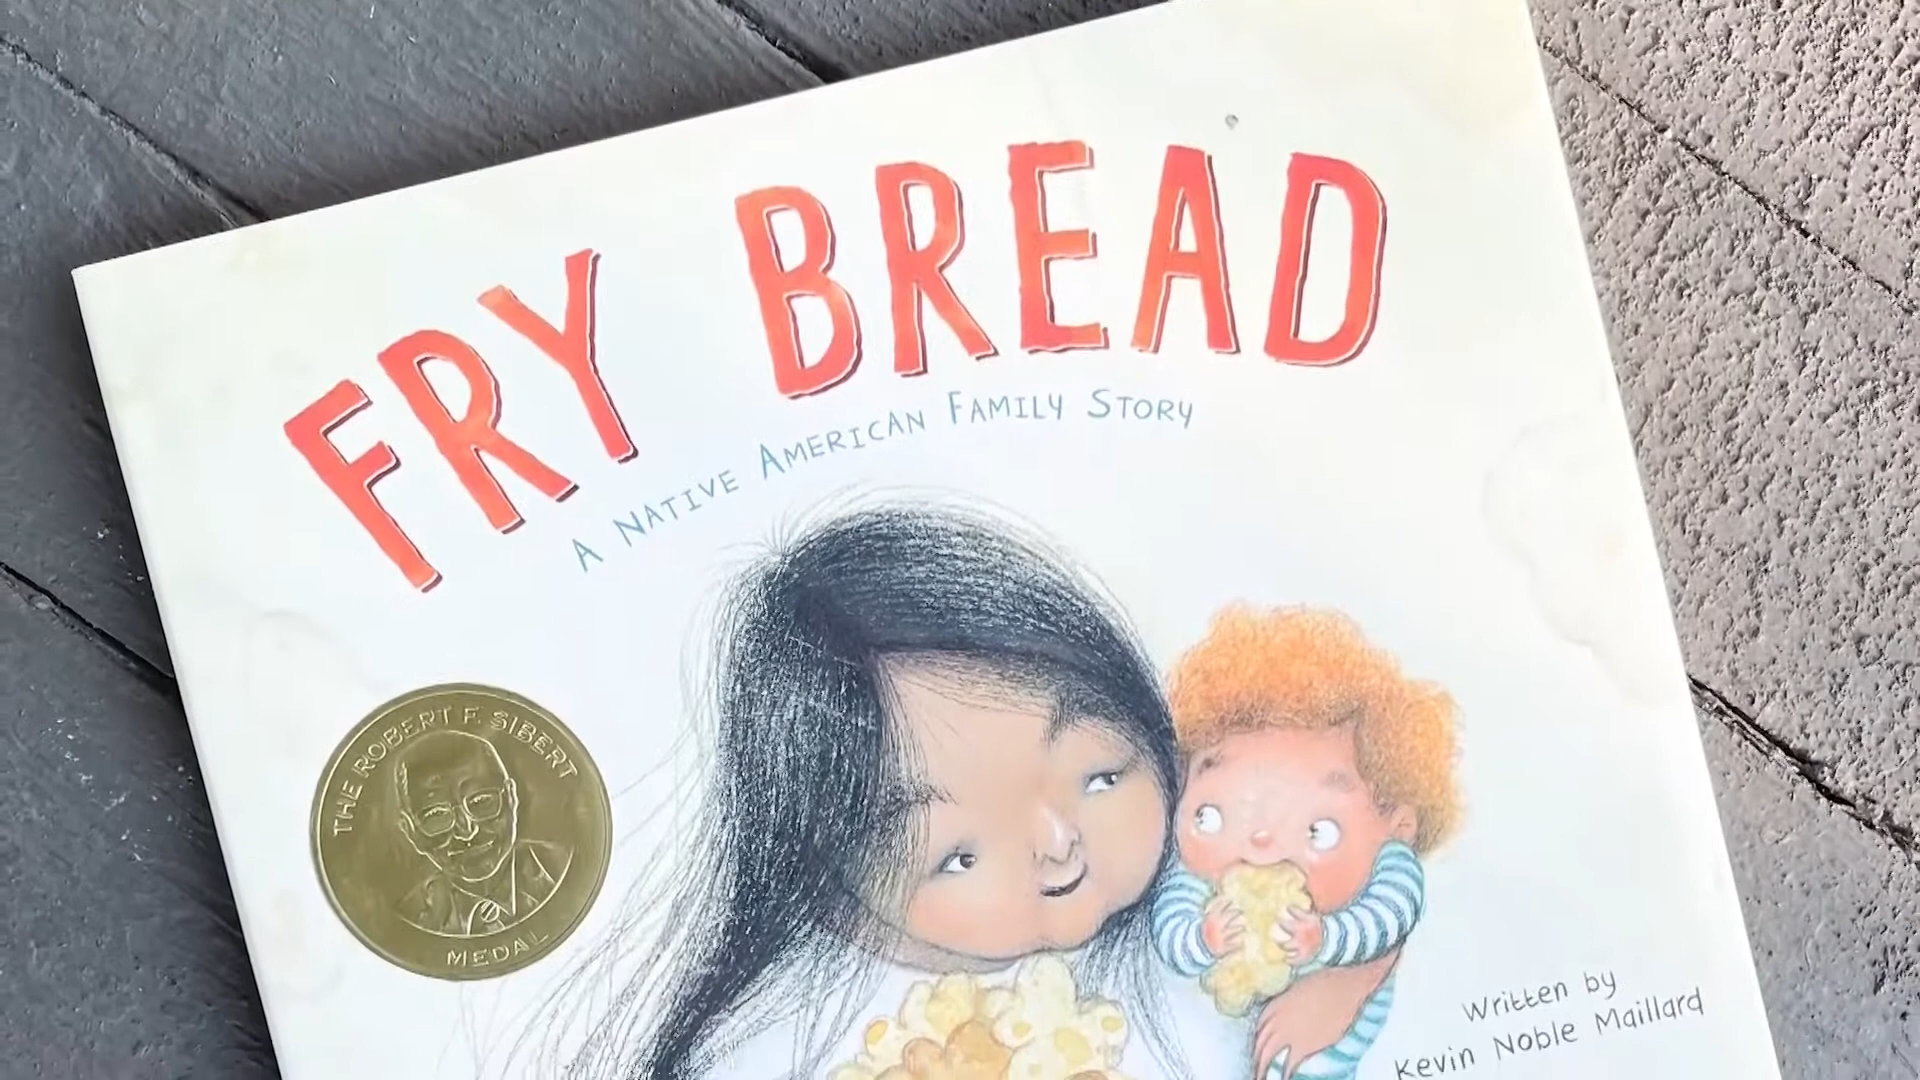 FRY BREAD
A NATIVE AMERICAN FAMILY STORY
THE ROBERT F. SIBERT
MEDAL
Written by
Kevin Noble Maillard